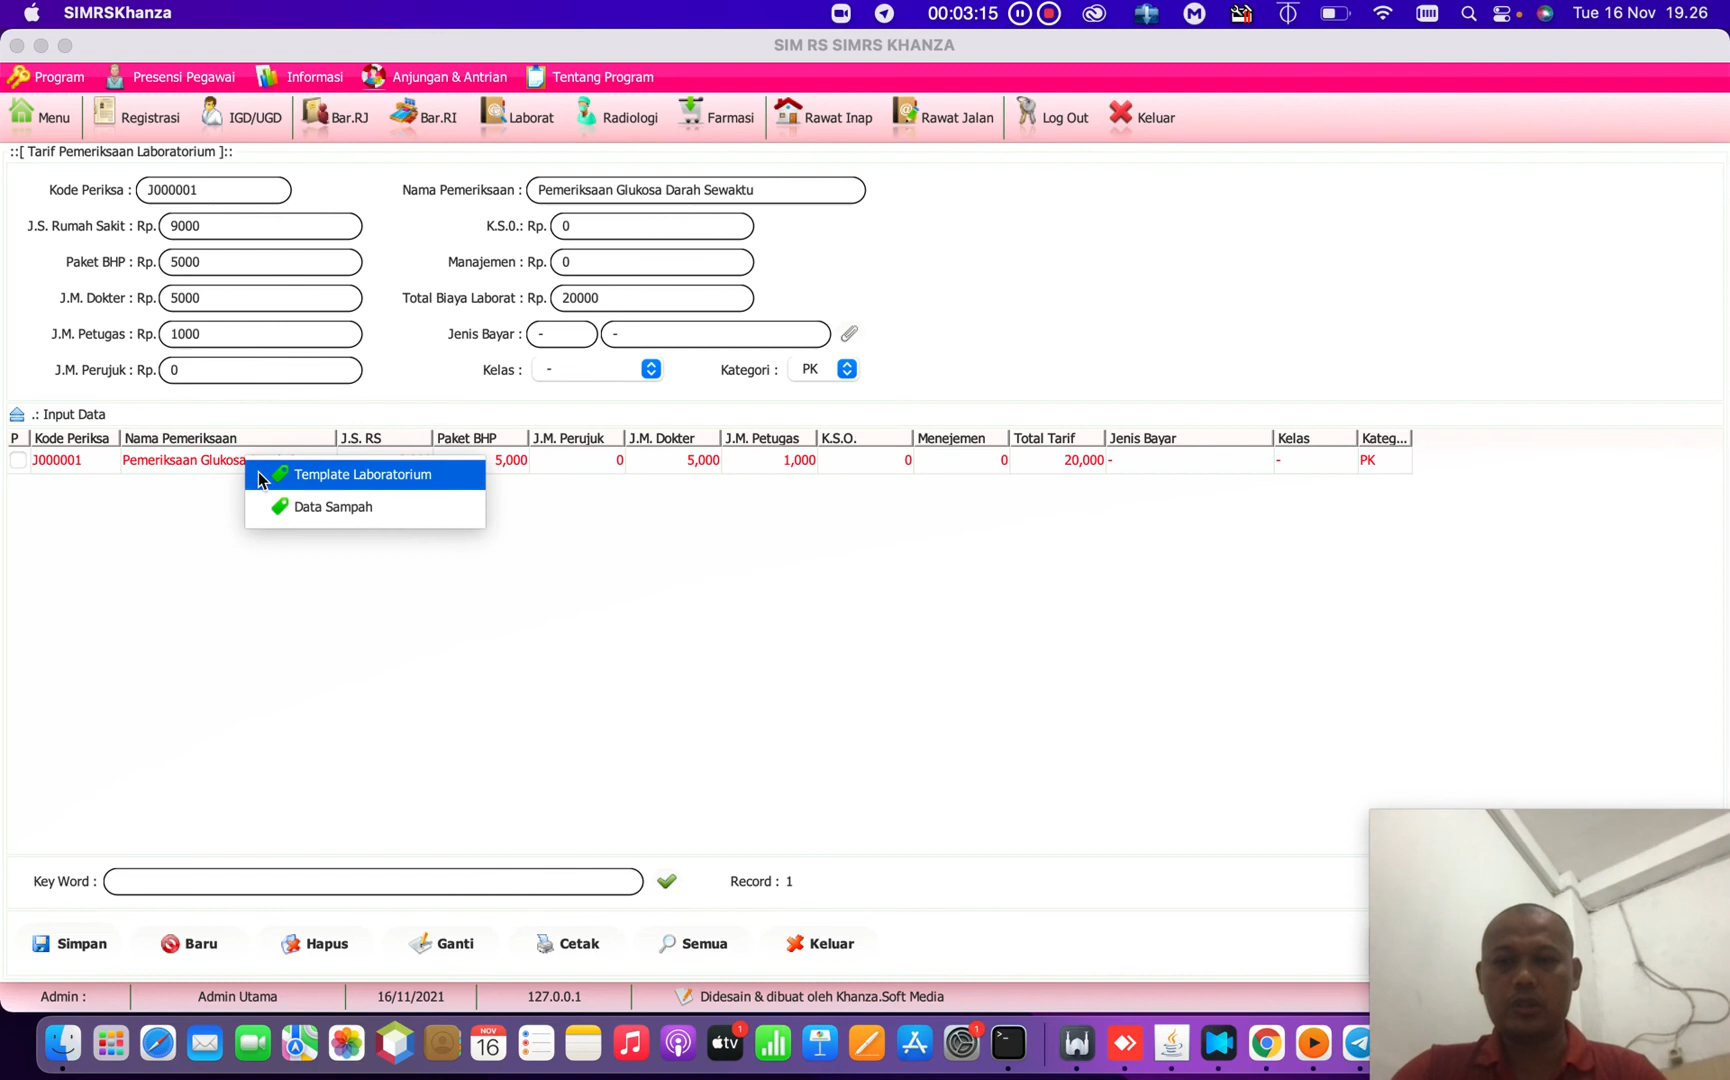 SIMRSKhanza 00:03:15 Tue 16 Nov 19.26
SIM RS SIMRS KHANZA
Program Presensi Pegawai Informasi Anjungan & Antrian Tentang Program
Menu Registrasi IGD/UGD Bar.RJ Bar.RI Laborat Radiologi Farmasi Rawat Inap Rawat Jalan Log Out Keluar
::[ Tarif Pemeriksaan Laboratorium ]::
Kode Periksa : J000001 Nama Pemeriksaan : Pemeriksaan Glukosa Darah Sewaktu
J.S. Rumah Sakit : Rp. 9000 K.S.0.: Rp. 0
Paket BHP : Rp. 5000 Manajemen : Rp. 0
J.M. Dokter : Rp. 5000 Total Biaya Laborat : Rp. 20000
J.M. Petugas : Rp. 1000 Jenis Bayar : - -
J.M. Perujuk : Rp. 0 Kelas : - Kategori : PK
.: Input Data
P Kode Periksa Nama Pemeriksaan J.S. RS Paket BHP J.M. Perujuk J.M. Dokter J.M. Petugas K.S.O. Menejemen Total Tarif Jenis Bayar Kelas Kateg...
J000001 Pemeriksaan Glukosa 5,000 0 5,000 1,000 0 0 20,000 - - PK
Template Laboratorium
Data Sampah
Key Word : Record : 1
Simpan Baru Hapus Ganti Cetak Semua Keluar
Admin : Admin Utama 16/11/2021 127.0.0.1 Didesain & dibuat oleh Khanza.Soft Media
NOV
16
tv
1
1